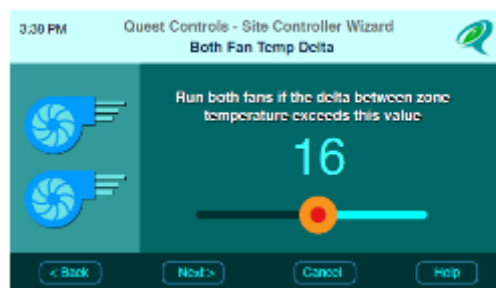 3:30 PM
Quest Controls - Site Controller Wizard
Both Fan Temp Delta
Run both fans if the delta between zone
temperature exceeds this value
16
< Back
Next >
Cancel
Help